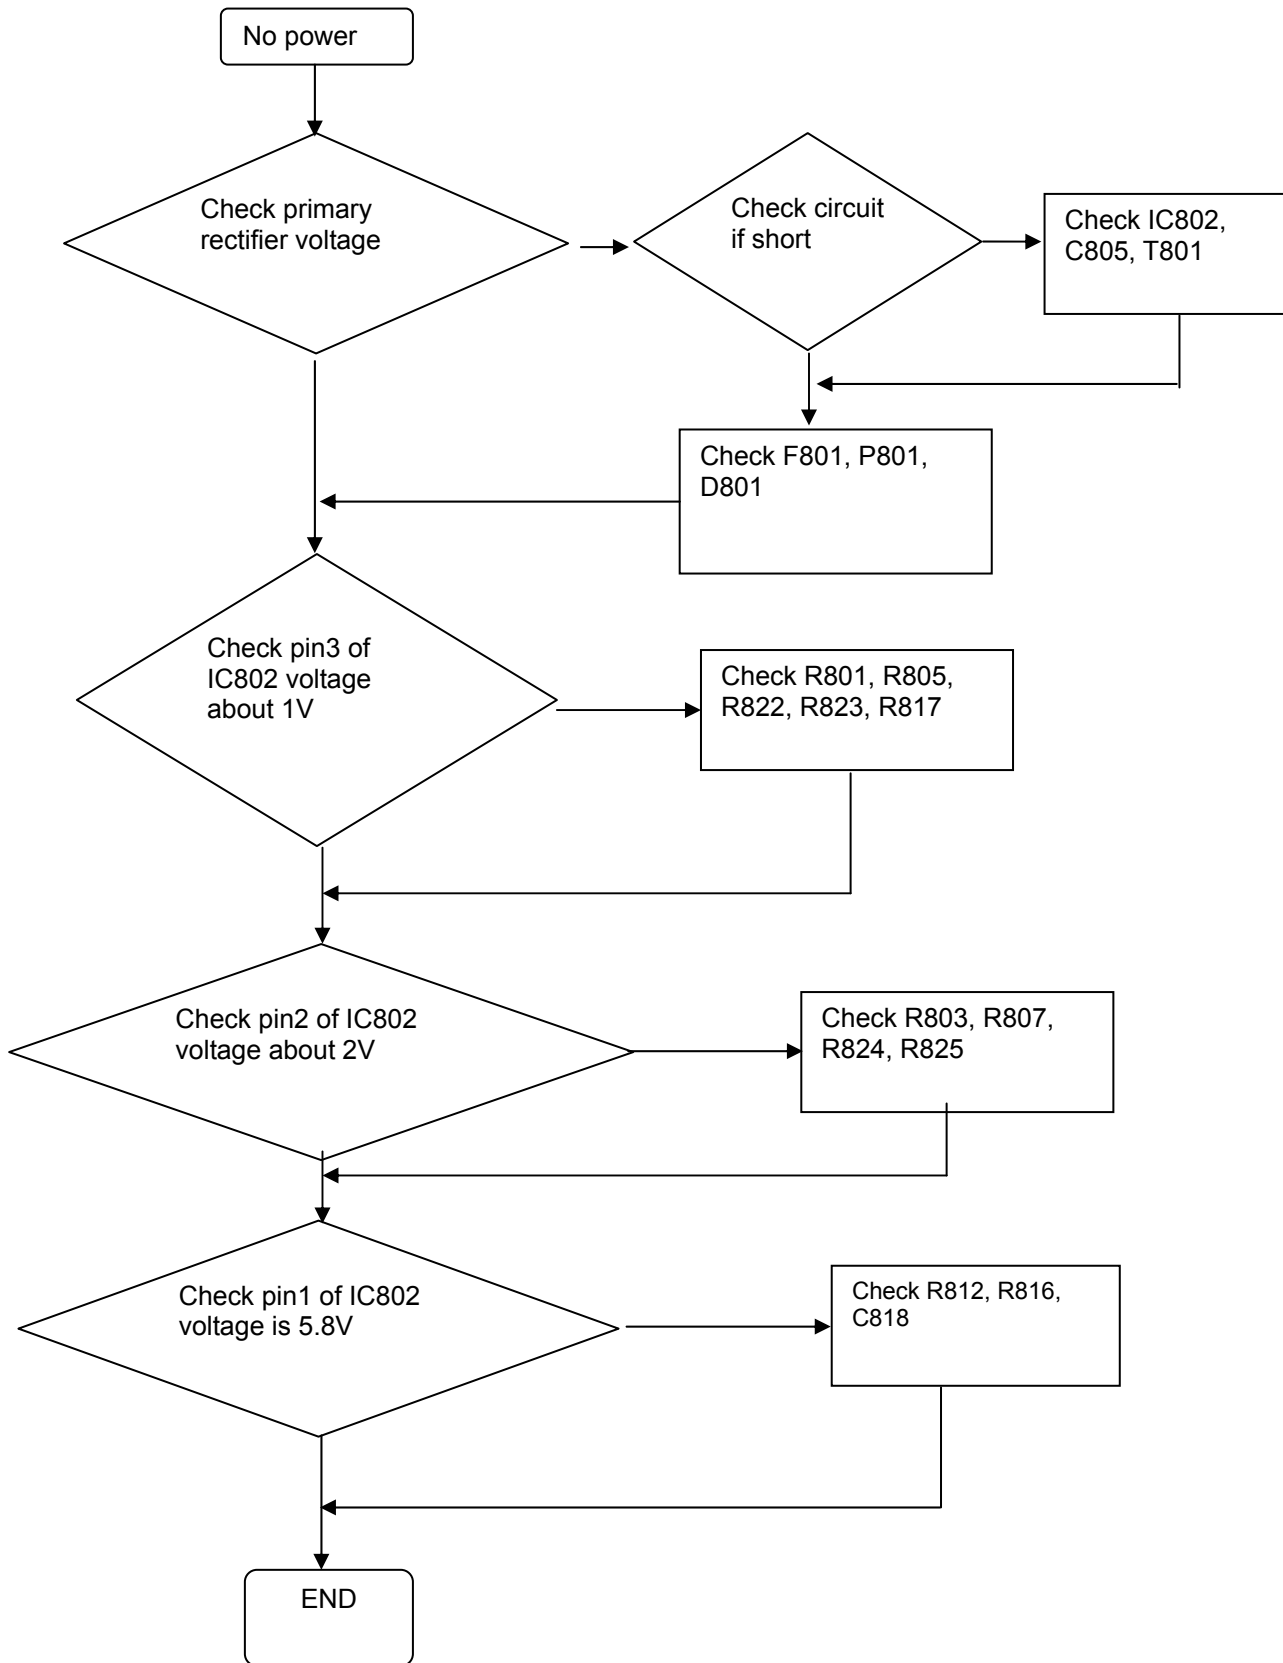 No power
Check primary
rectifier voltage
Check circuit
if short
Check IC802,
C805, T801
Check F801, P801,
D801
Check pin3 of
IC802 voltage
about 1V
Check R801, R805,
R822, R823, R817
Check pin2 of IC802
voltage about 2V
Check R803, R807,
R824, R825
Check pin1 of IC802
voltage is 5.8V
Check R812, R816,
C818
END